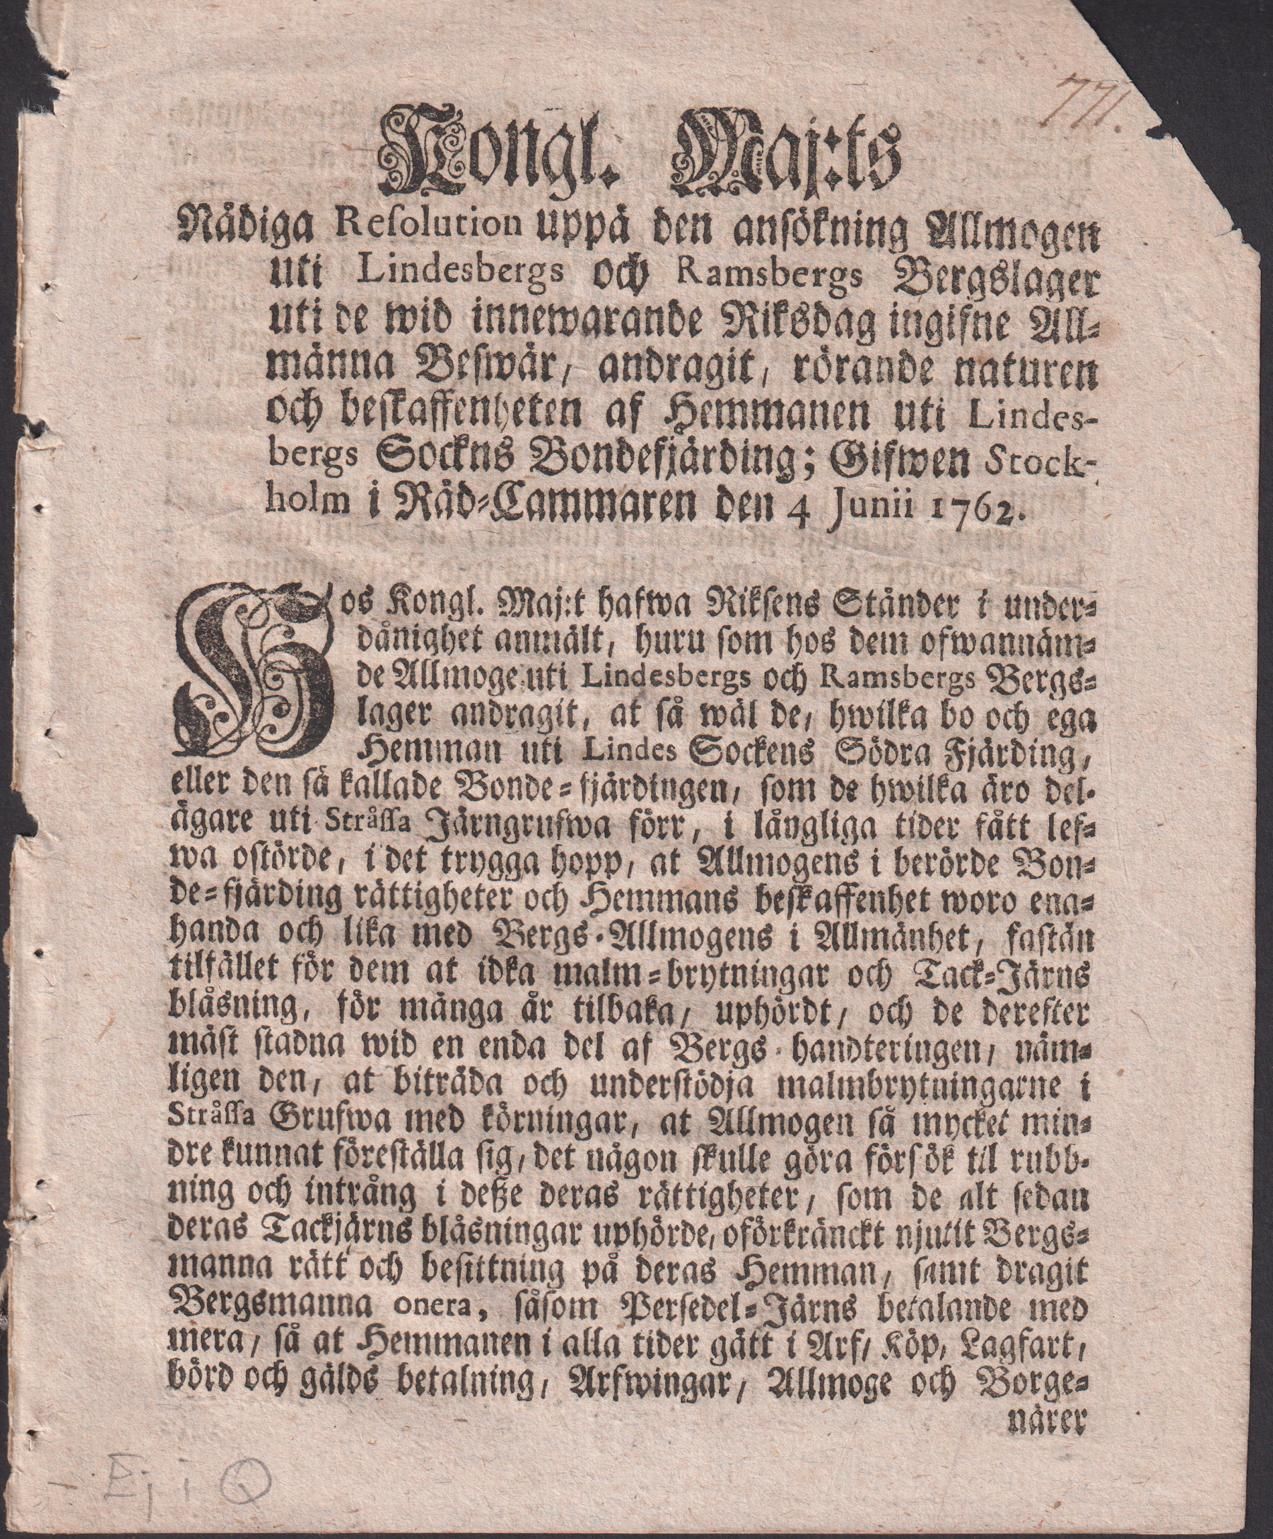 771.
Kongl. Maj:ts
Nådiga Resolution uppå den ansökning Allmogen
uti Lindesbergs och Ramsbergs Bergslager
uti de wid innewarande Riksdag ingifne All-
männa Beswär, andragit, rörande naturen
och beskaffenheten af Hemmanen uti Lindes-
bergs Sockns Bondefjärding; Gifwen Stock-
holm i Råd-Cammaren den 4 Junii 1762.
Hos Kongl. Maj:t hafwa Riksens Ständer i under-
dånighet anmält, huru som hos dem ofwannäm-
de Allmoge uti Lindesbergs och Ramsbergs Bergs-
lager andragit, at så wäl de, hwilka bo och ega
Hemman uti Lindes Sockens Södra Fjärding,
eller den så kallade Bonde-fjärdingen, som de hwilka äro del-
ägare uti Stråssa Järngrufwa förr, i långliga tider fått lef-
wa ostörde, i det trygga hopp, at Allmogens i berörde Bon-
de-fjärding rättigheter och Hemmans beskaffenhet woro ena-
handa och lika med Bergs-Allmogens i Allmänhet, fastän
tilfället för dem at idka malm-brytningar och Tack-Järns
blåsning, för många år tilbaka, uphördt, och de derefter
mäst stadna wid en enda del af Bergs-handteringen, näm-
ligen den, at biträda och understödja malmbrytningarne i
Stråssa Grufwa med körningar, at Allmogen så mycket min-
dre kunnat föreställa sig, det någon skulle göra försök til rubb-
ning och intrång i desze deras rättigheter, som de alt sedan
deras Tackjärns blåsningar uphörde, oförkränckt njutit Bergs-
manna rätt och besittning på deras Hemman, samt dragit
Bergsmanna onera, såsom Persedel-Järns betalande med
mera, så at Hemmanen i alla tider gått i Arf, Köp, Lagfart,
börd och gälds betalning, Arfwingar, Allmoge och Borge-
närer
- Ej i Q